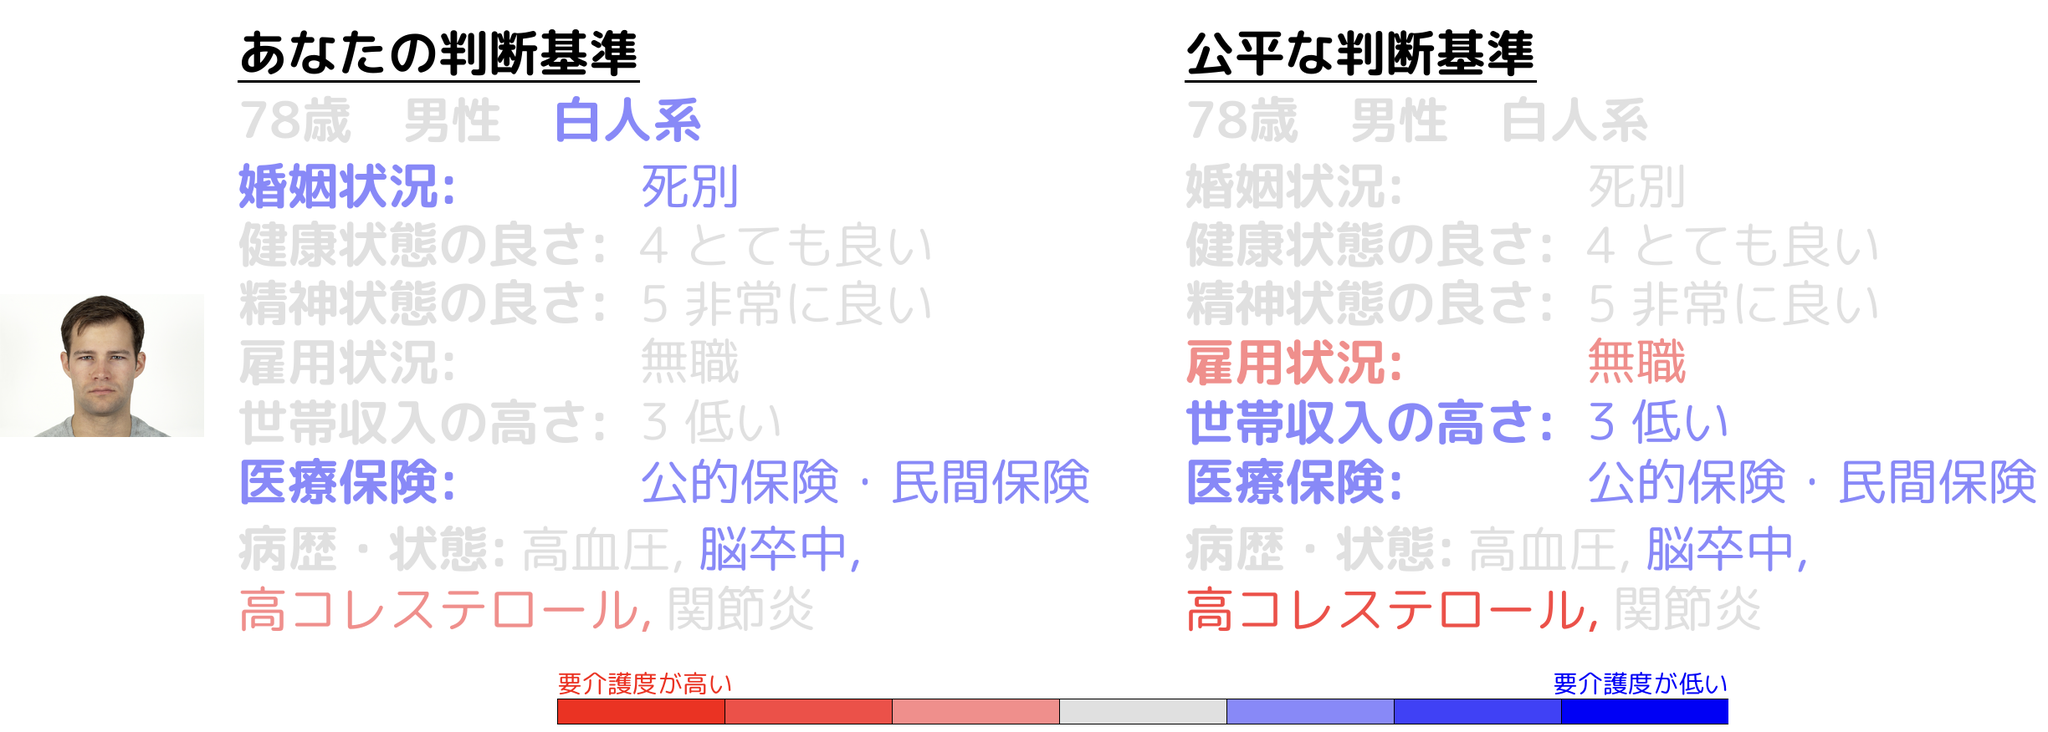 あなたの判断基準
78歳　男性　白人系
婚姻状況: 死別
健康状態の良さ: 4 とても良い
精神状態の良さ: 5 非常に良い
雇用状況: 無職
世帯収入の高さ: 3 低い
医療保険: 公的保険・民間保険
病歴・状態: 高血圧, 脳卒中,
高コレステロール, 関節炎
公平な判断基準
78歳　男性　白人系
婚姻状況: 死別
健康状態の良さ: 4 とても良い
精神状態の良さ: 5 非常に良い
雇用状況: 無職
世帯収入の高さ: 3 低い
医療保険: 公的保険・民間保険
病歴・状態: 高血圧, 脳卒中,
高コレステロール, 関節炎
要介護度が高い
要介護度が低い